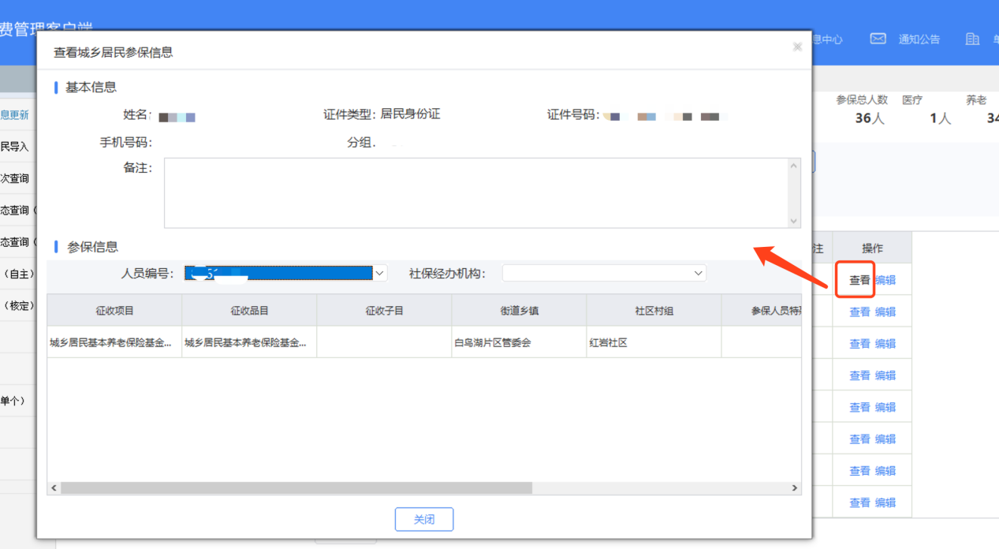 费管理客户端
息中心 通知公告
查看城乡居民参保信息
基本信息
姓名: 证件类型: 居民身份证 证件号码:
手机号码: 分组.
备注:
参保信息
人员编号: 社保经办机构:
征收项目 征收品目 征收子目 街道乡镇 社区村组 参保人员特
城乡居民基本养老保险基金... 城乡居民基本养老保险基金... 白鸟湖片区管委会 红岩社区
关闭
息更新
民导入
次查询
态查询（
态查询（
（自主）
（核定）
单个）
参保总人数 医疗 养老
36人 1人 34
注 操作
查看 编辑
查看 编辑
查看 编辑
查看 编辑
查看 编辑
查看 编辑
查看 编辑
查看 编辑